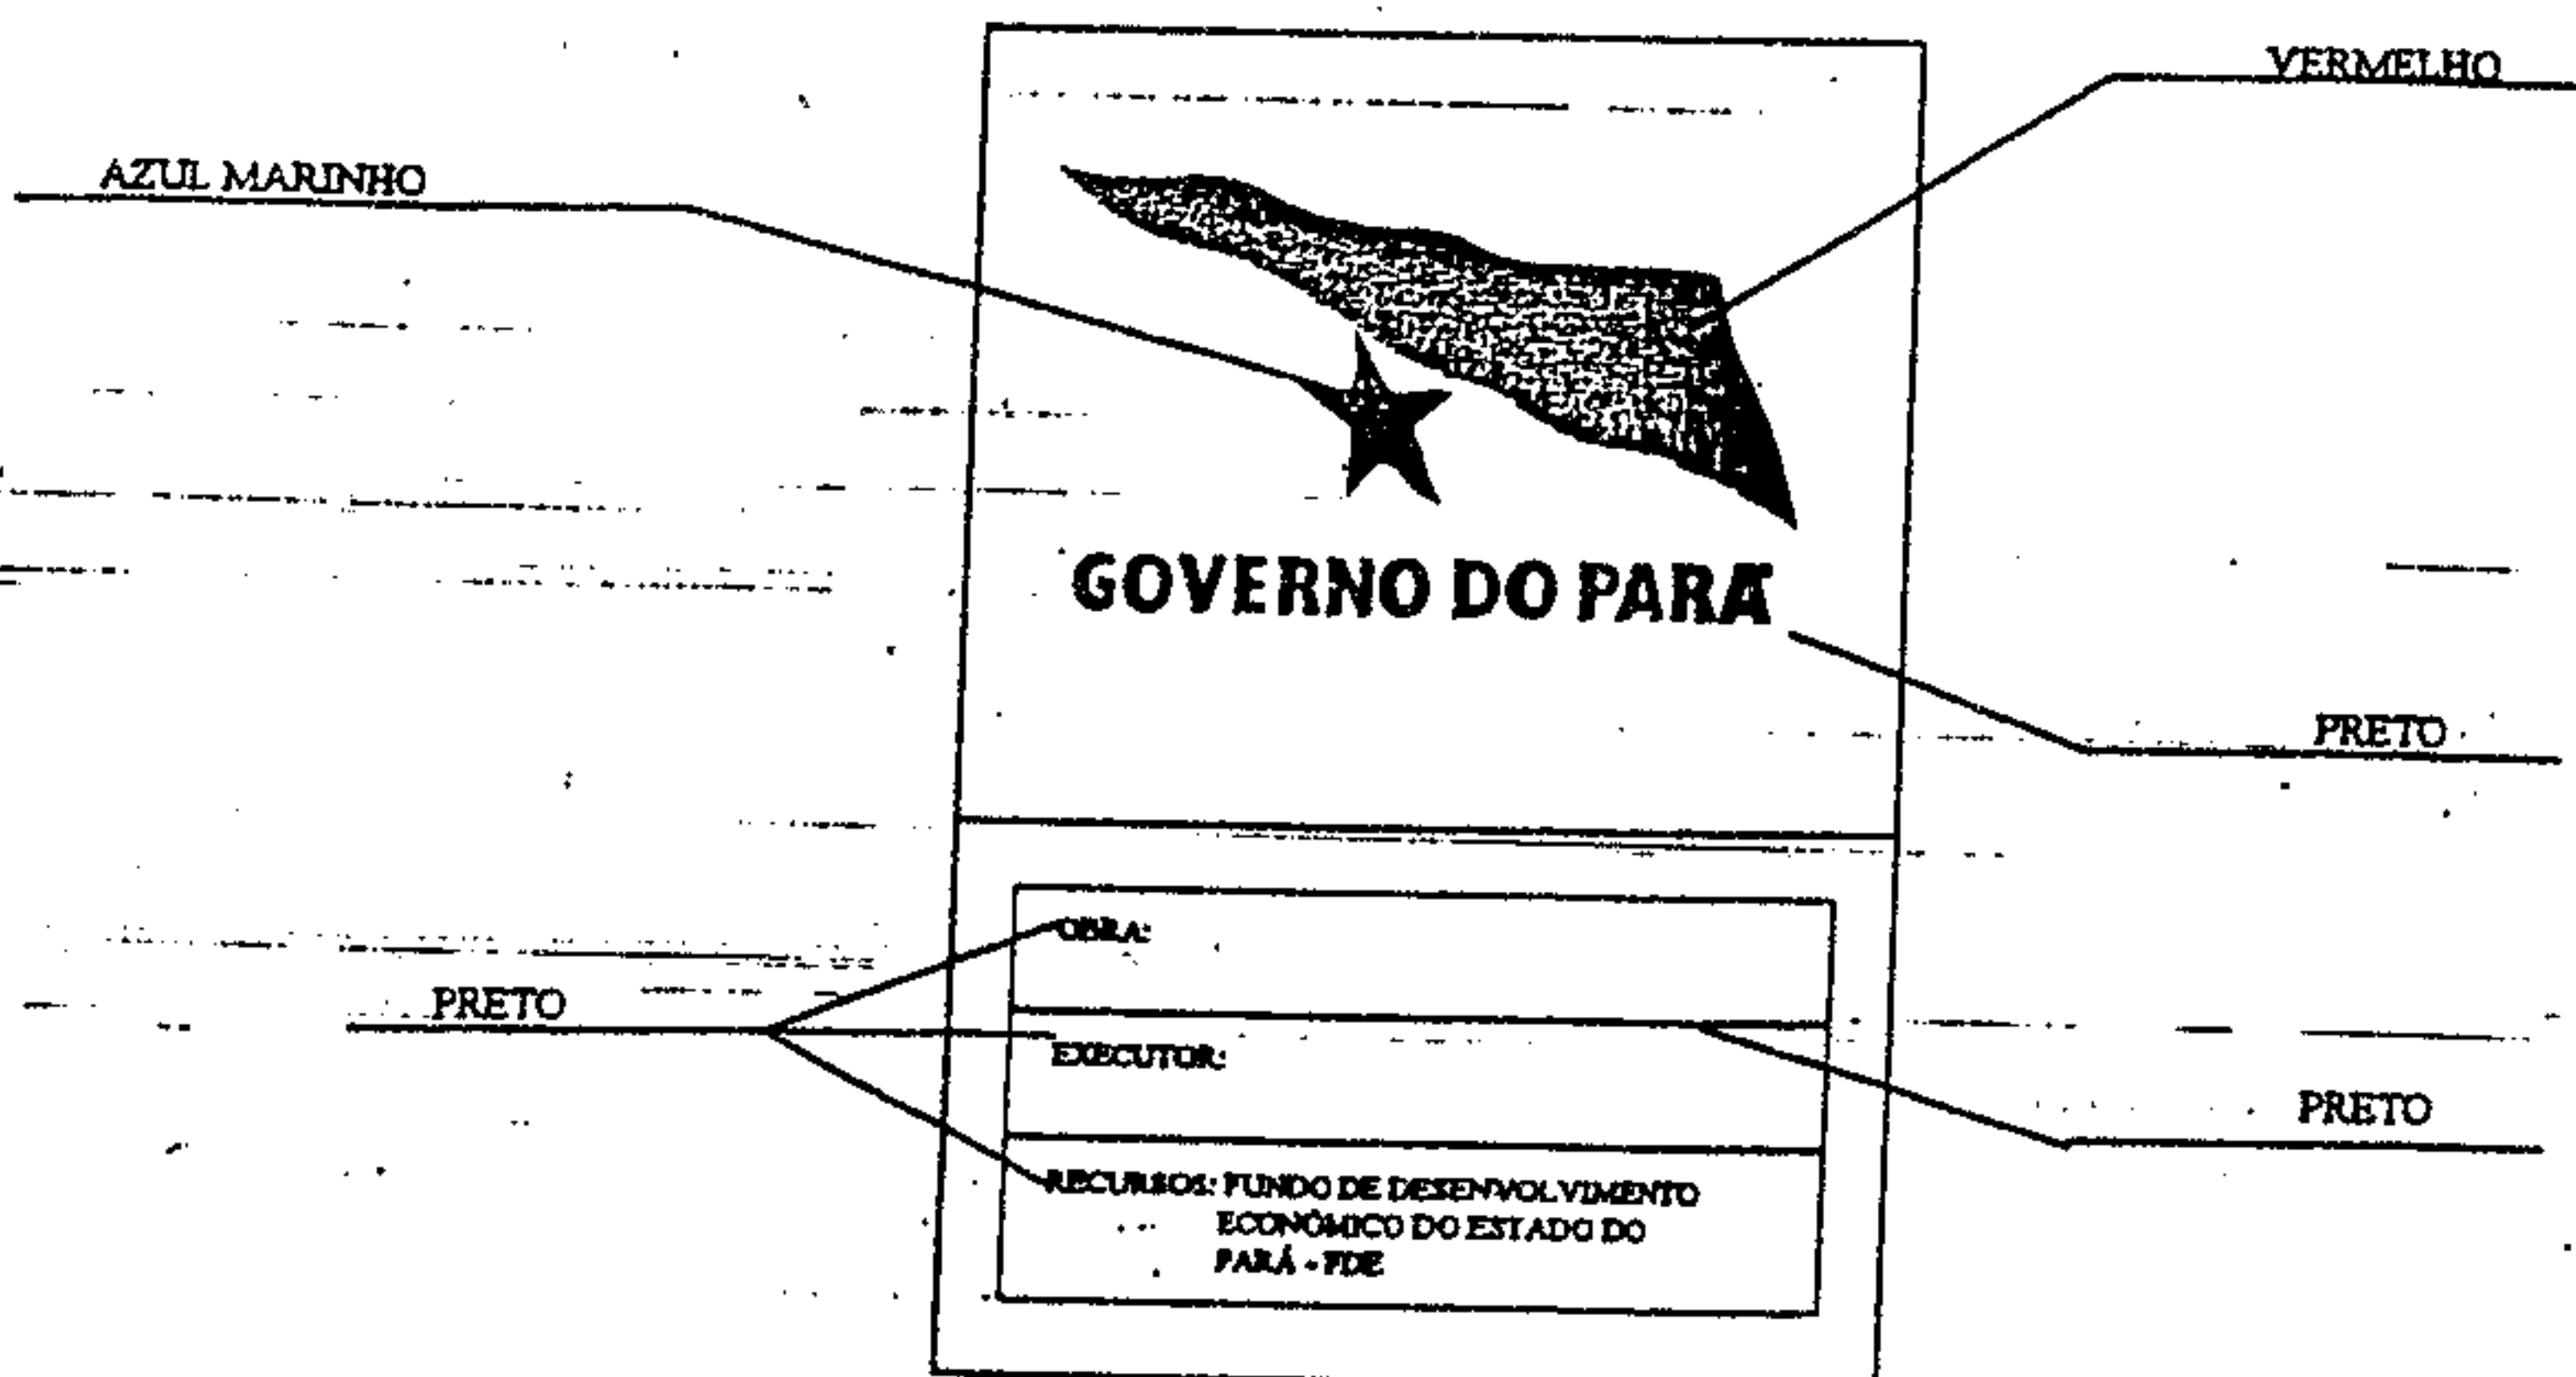 VERMELHO
AZUL MARINHO
GOVERNO DO PARÁ
PRETO
OBRA:
PRETO
EXECUTOR:
PRETO
RECURSOS: FUNDO DE DESENVOLVIMENTO
ECONÔMICO DO ESTADO DO
PARÁ - FDE